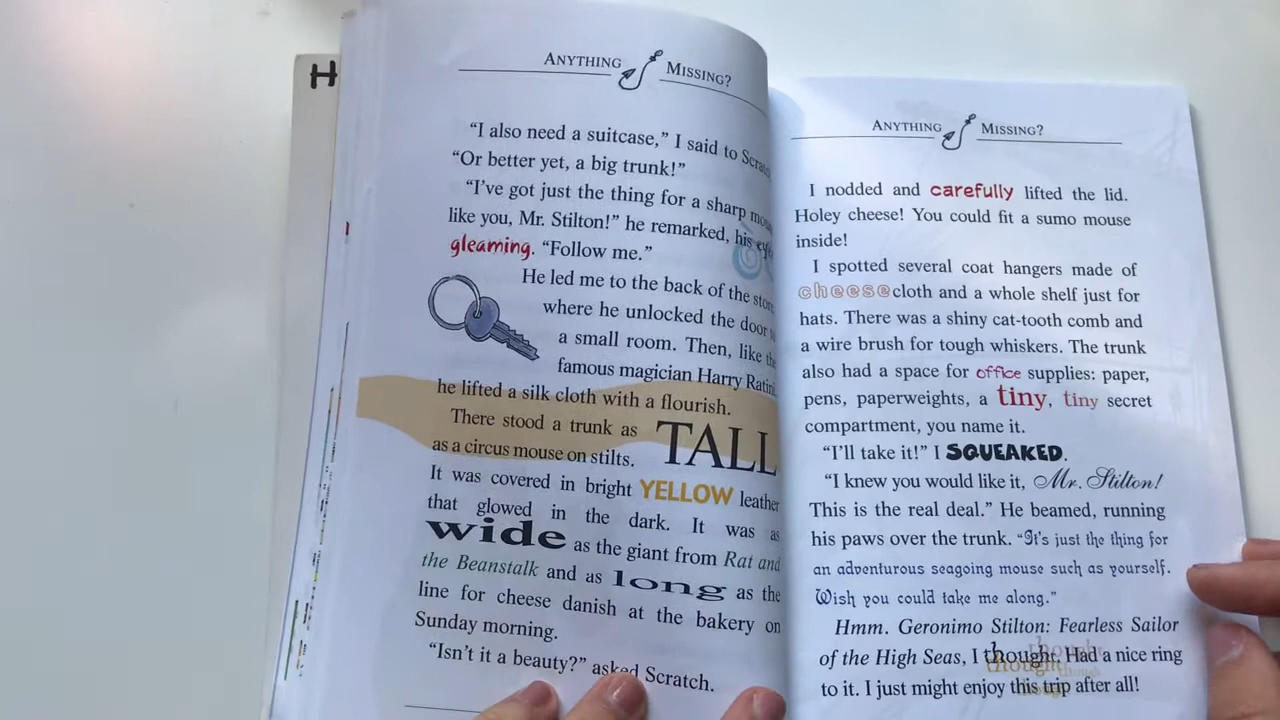 H
ANYTHING MISSING?
“I also need a suitcase,” I said to Scratch.
“Or better yet, a big trunk!”
“I’ve got just the thing for a sharp mouse
like you, Mr. Stilton!” he remarked, his eyes
gleaming. “Follow me.”
He led me to the back of the store
where he unlocked the door to
a small room. Then, like the
famous magician Harry Ratini,
he lifted a silk cloth with a flourish.
There stood a trunk as TALL
as a circus mouse on stilts.
It was covered in bright YELLOW leather
that glowed in the dark. It was as
wide as the giant from Rat and
the Beanstalk and as long as the
line for cheese danish at the bakery on
Sunday morning.
“Isn’t it a beauty?” asked Scratch.
ANYTHING MISSING?
I nodded and carefully lifted the lid.
Holey cheese! You could fit a sumo mouse
inside!
I spotted several coat hangers made of
cheesecloth and a whole shelf just for
hats. There was a shiny cat-tooth comb and
a wire brush for tough whiskers. The trunk
also had a space for office supplies: paper,
pens, paperweights, a tiny, tiny secret
compartment, you name it.
“I’ll take it!” I SQUEAKED.
“I knew you would like it, Mr. Stilton!
This is the real deal.” He beamed, running
his paws over the trunk. “It’s just the thing for
an adventurous seagoing mouse such as yourself.
Wish you could take me along.”
Hmm. Geronimo Stilton: Fearless Sailor
of the High Seas, I thought. Had a nice ring
to it. I just might enjoy this trip after all!